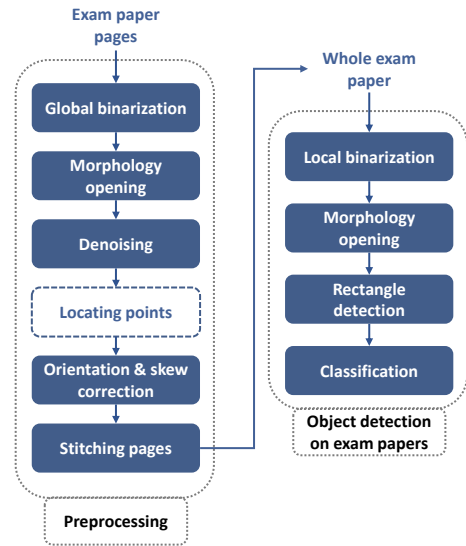 Exam paper
pages
Global binarization
Morphology
opening
Denoising
Locating points
Orientation & skew
correction
Stitching pages
Preprocessing
Whole exam
paper
Local binarization
Morphology
opening
Rectangle
detection
Classification
Object detection
on exam papers